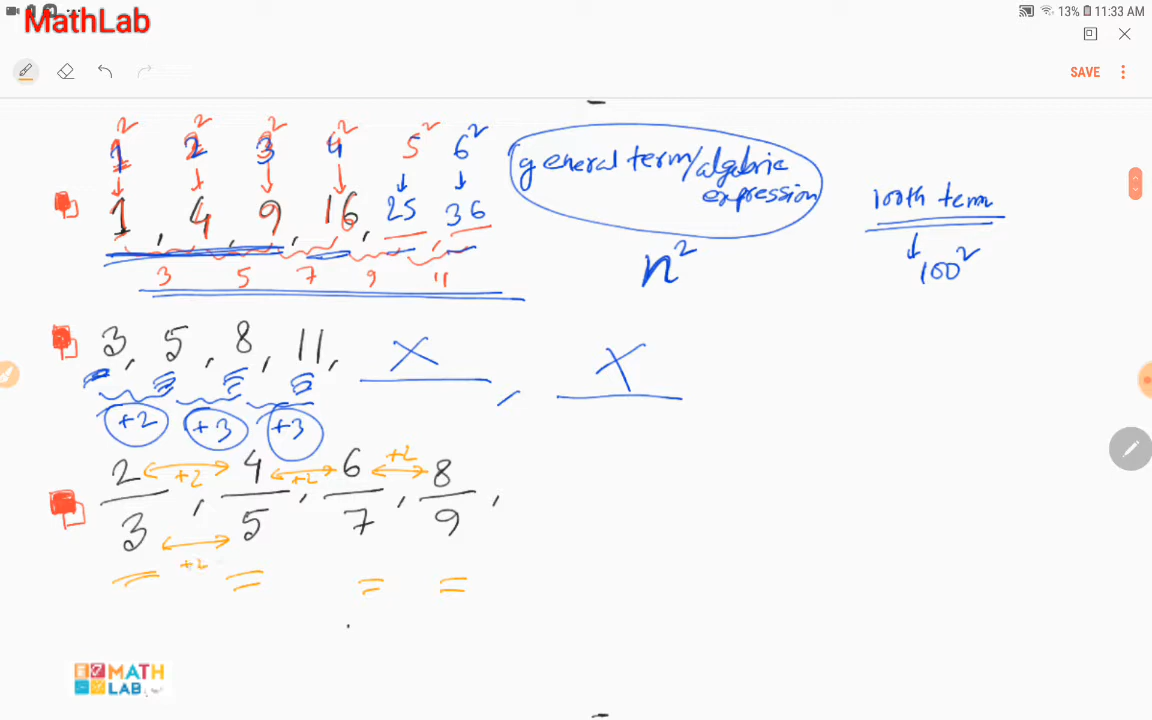 MathLab
13% 11:33 AM
SAVE
1² 2² 3² 4² 5² 6²
general term/algebric
expression
1, 4, 9, 16, 25, 36
100th term
n²
100²
3 5 7 9 11
3, 5, 8, 11, X, X
+2 +3 +3
2/3, 4/5, 6/7, 8/9,
+2 +2 +2
+2
= = = =
MATH
LAB